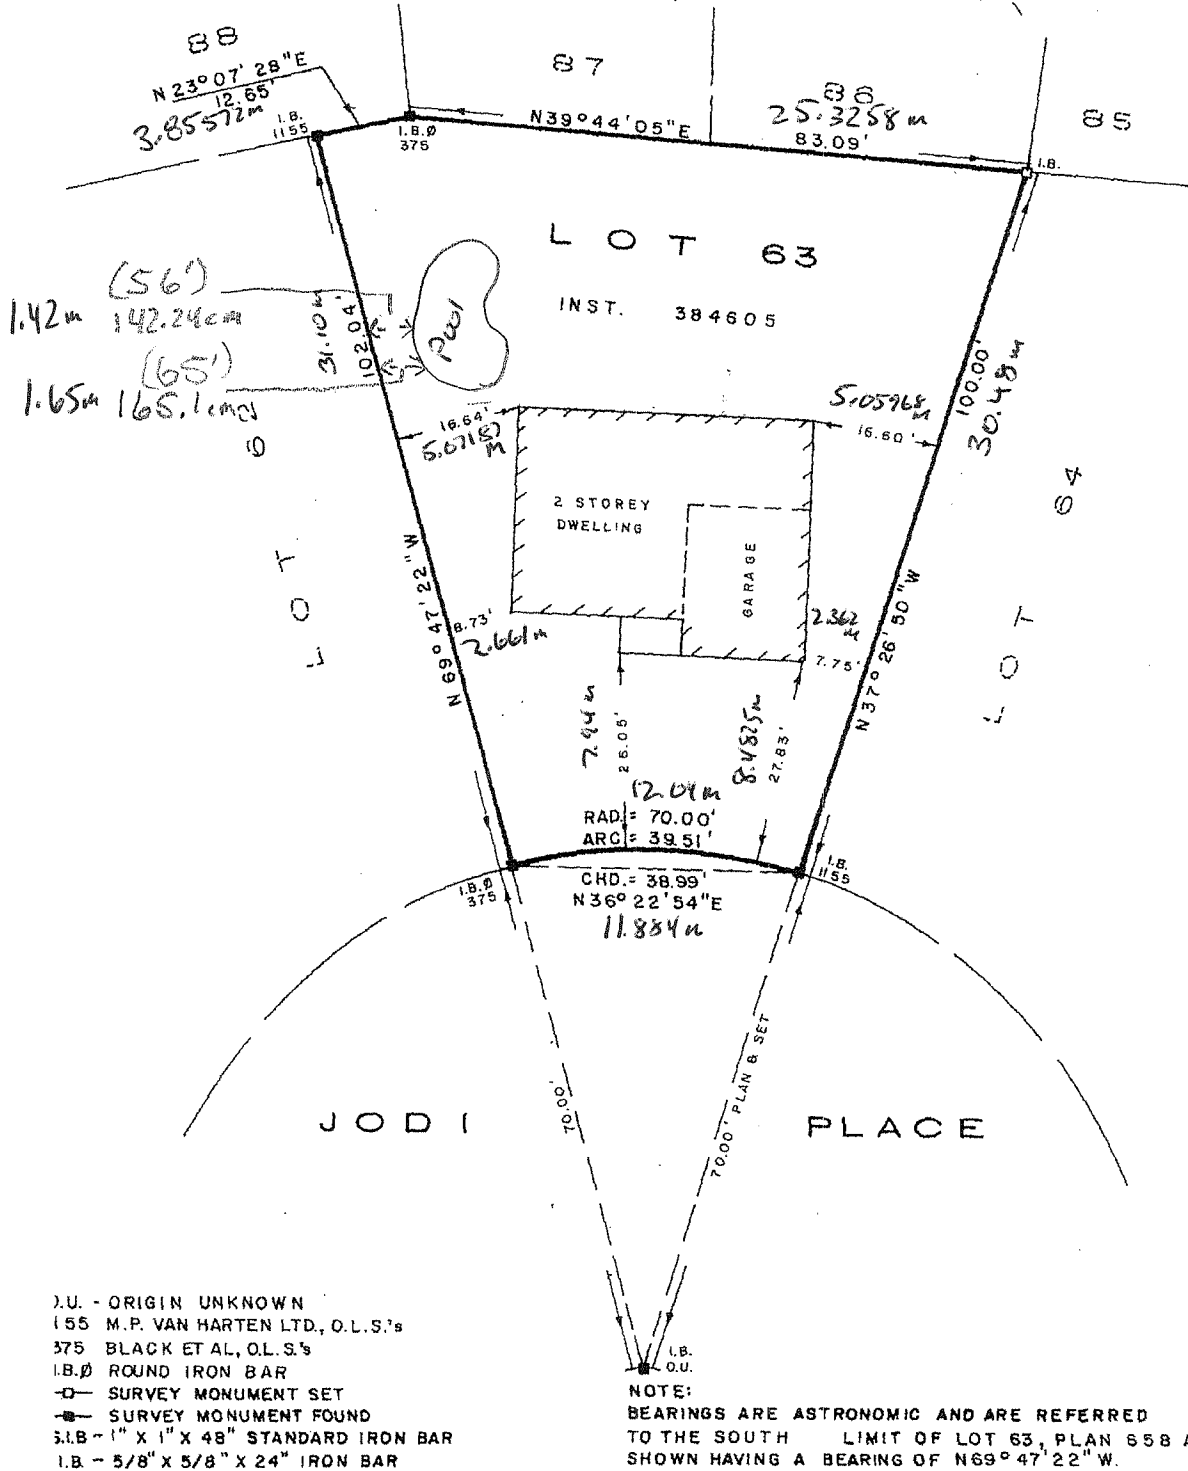 88
87
86
85
N 23° 07' 28" E
12.65'
3.85572m
I.B.
1155
I.B.Ø
375
N39°44'05"E
25.3258m
83.09'
I.B.
LOT 63
INST. 384605
(56')
1.42m 142.24cm
(65')
1.65m 165.1cm
Pool
31.10m
102.04'
100.00'
30.48m
16.64'
5.07187
m
5.05968
m
16.60'
2 STOREY
DWELLING
GARAGE
LOT
LOT 64
N 69° 47' 22" W
8.73'
2.661m
2.362
m
7.75'
N37° 26' 50" W
7.94m
26.05'
8.4825m
27.83'
12.04m
RAD.= 70.00'
ARC = 39.51'
I.B.Ø
375
CHD.= 38.99'
N36° 22' 54"E
11.884m
I.B.
1155
70.00'
70.00' PLAN & SET
JODI PLACE
I.B.
O.U.
).U. - ORIGIN UNKNOWN
155 M.P. VAN HARTEN LTD., O.L.S.'s
375 BLACK ET AL, O.L.S.'s
I.B.Ø ROUND IRON BAR
SURVEY MONUMENT SET
SURVEY MONUMENT FOUND
S.I.B - 1" X 1" X 48" STANDARD IRON BAR
I.B. - 5/8" X 5/8" X 24" IRON BAR
NOTE:
BEARINGS ARE ASTRONOMIC AND ARE REFERRED
TO THE SOUTH LIMIT OF LOT 63, PLAN 658 A
SHOWN HAVING A BEARING OF N69° 47' 22" W.